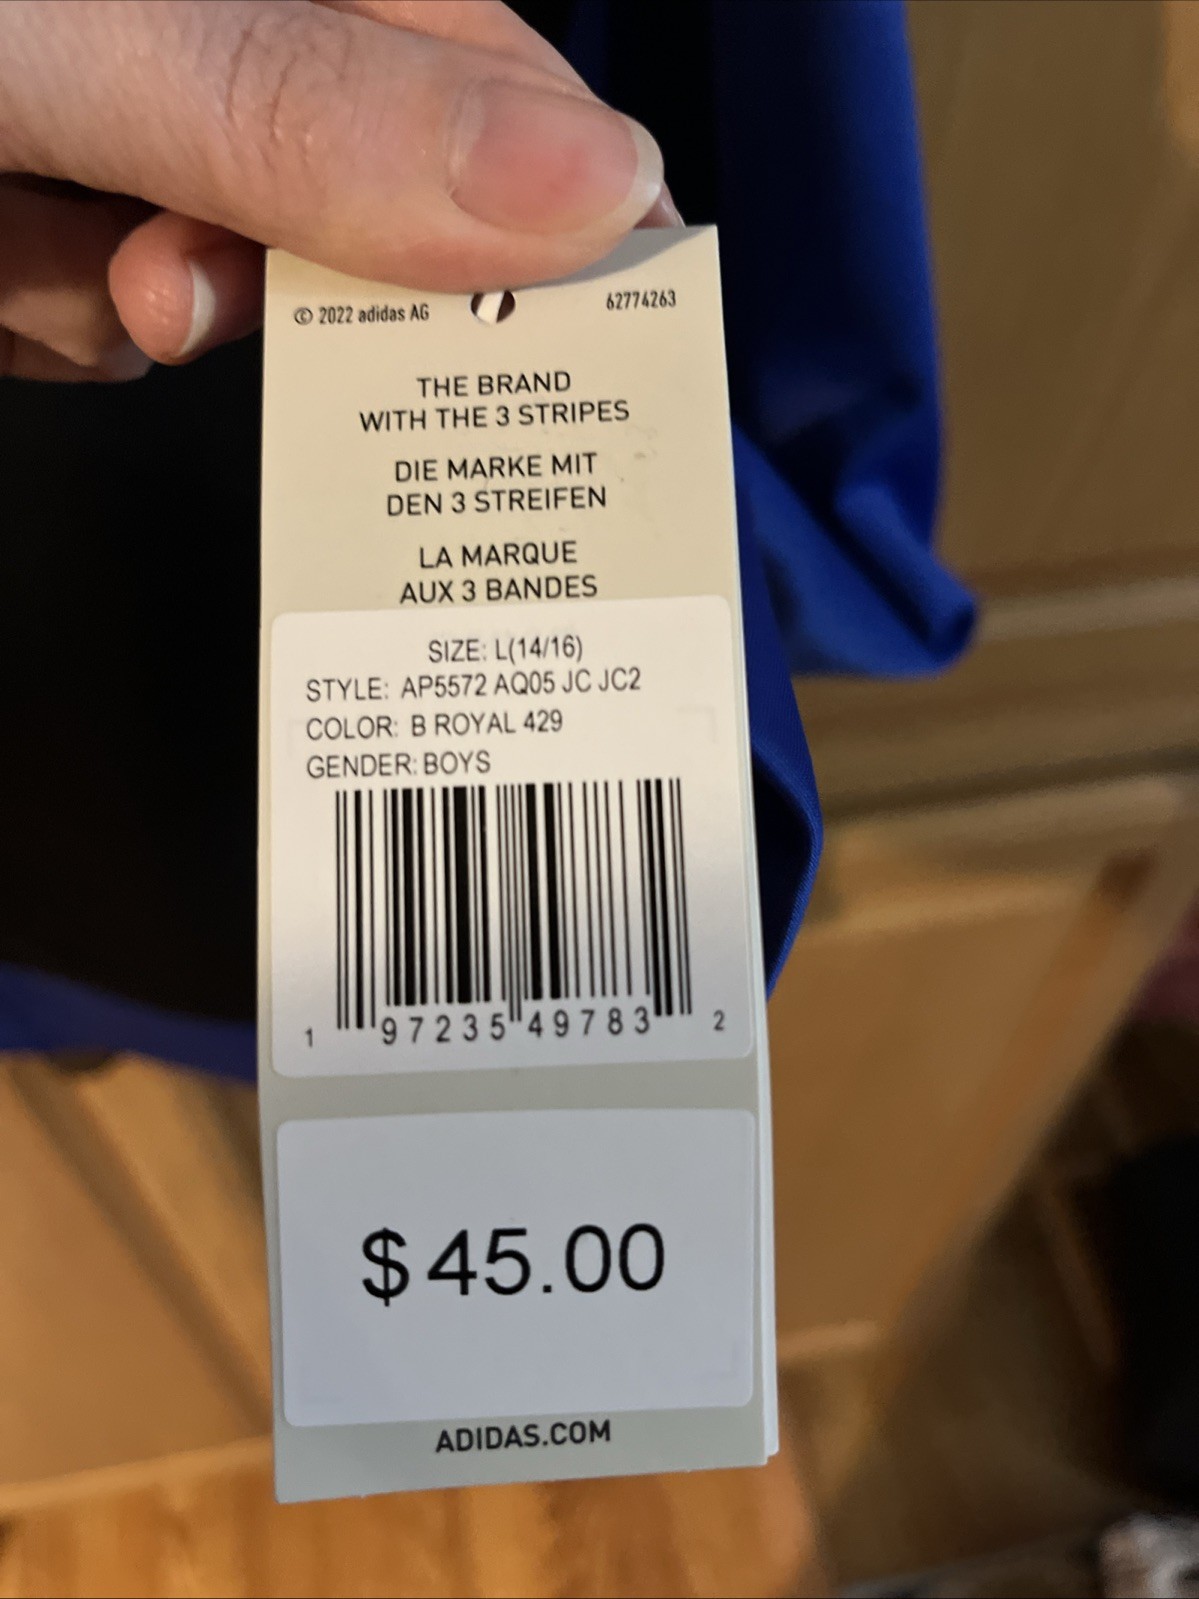 © 2022 adidas AG 62774263
THE BRAND
WITH THE 3 STRIPES
DIE MARKE MIT
DEN 3 STREIFEN
LA MARQUE
AUX 3 BANDES
SIZE: L(14/16)
STYLE: AP5572 AQ05 JC JC2
COLOR: B ROYAL 429
GENDER: BOYS
1 97235 49783 2
$45.00
ADIDAS.COM